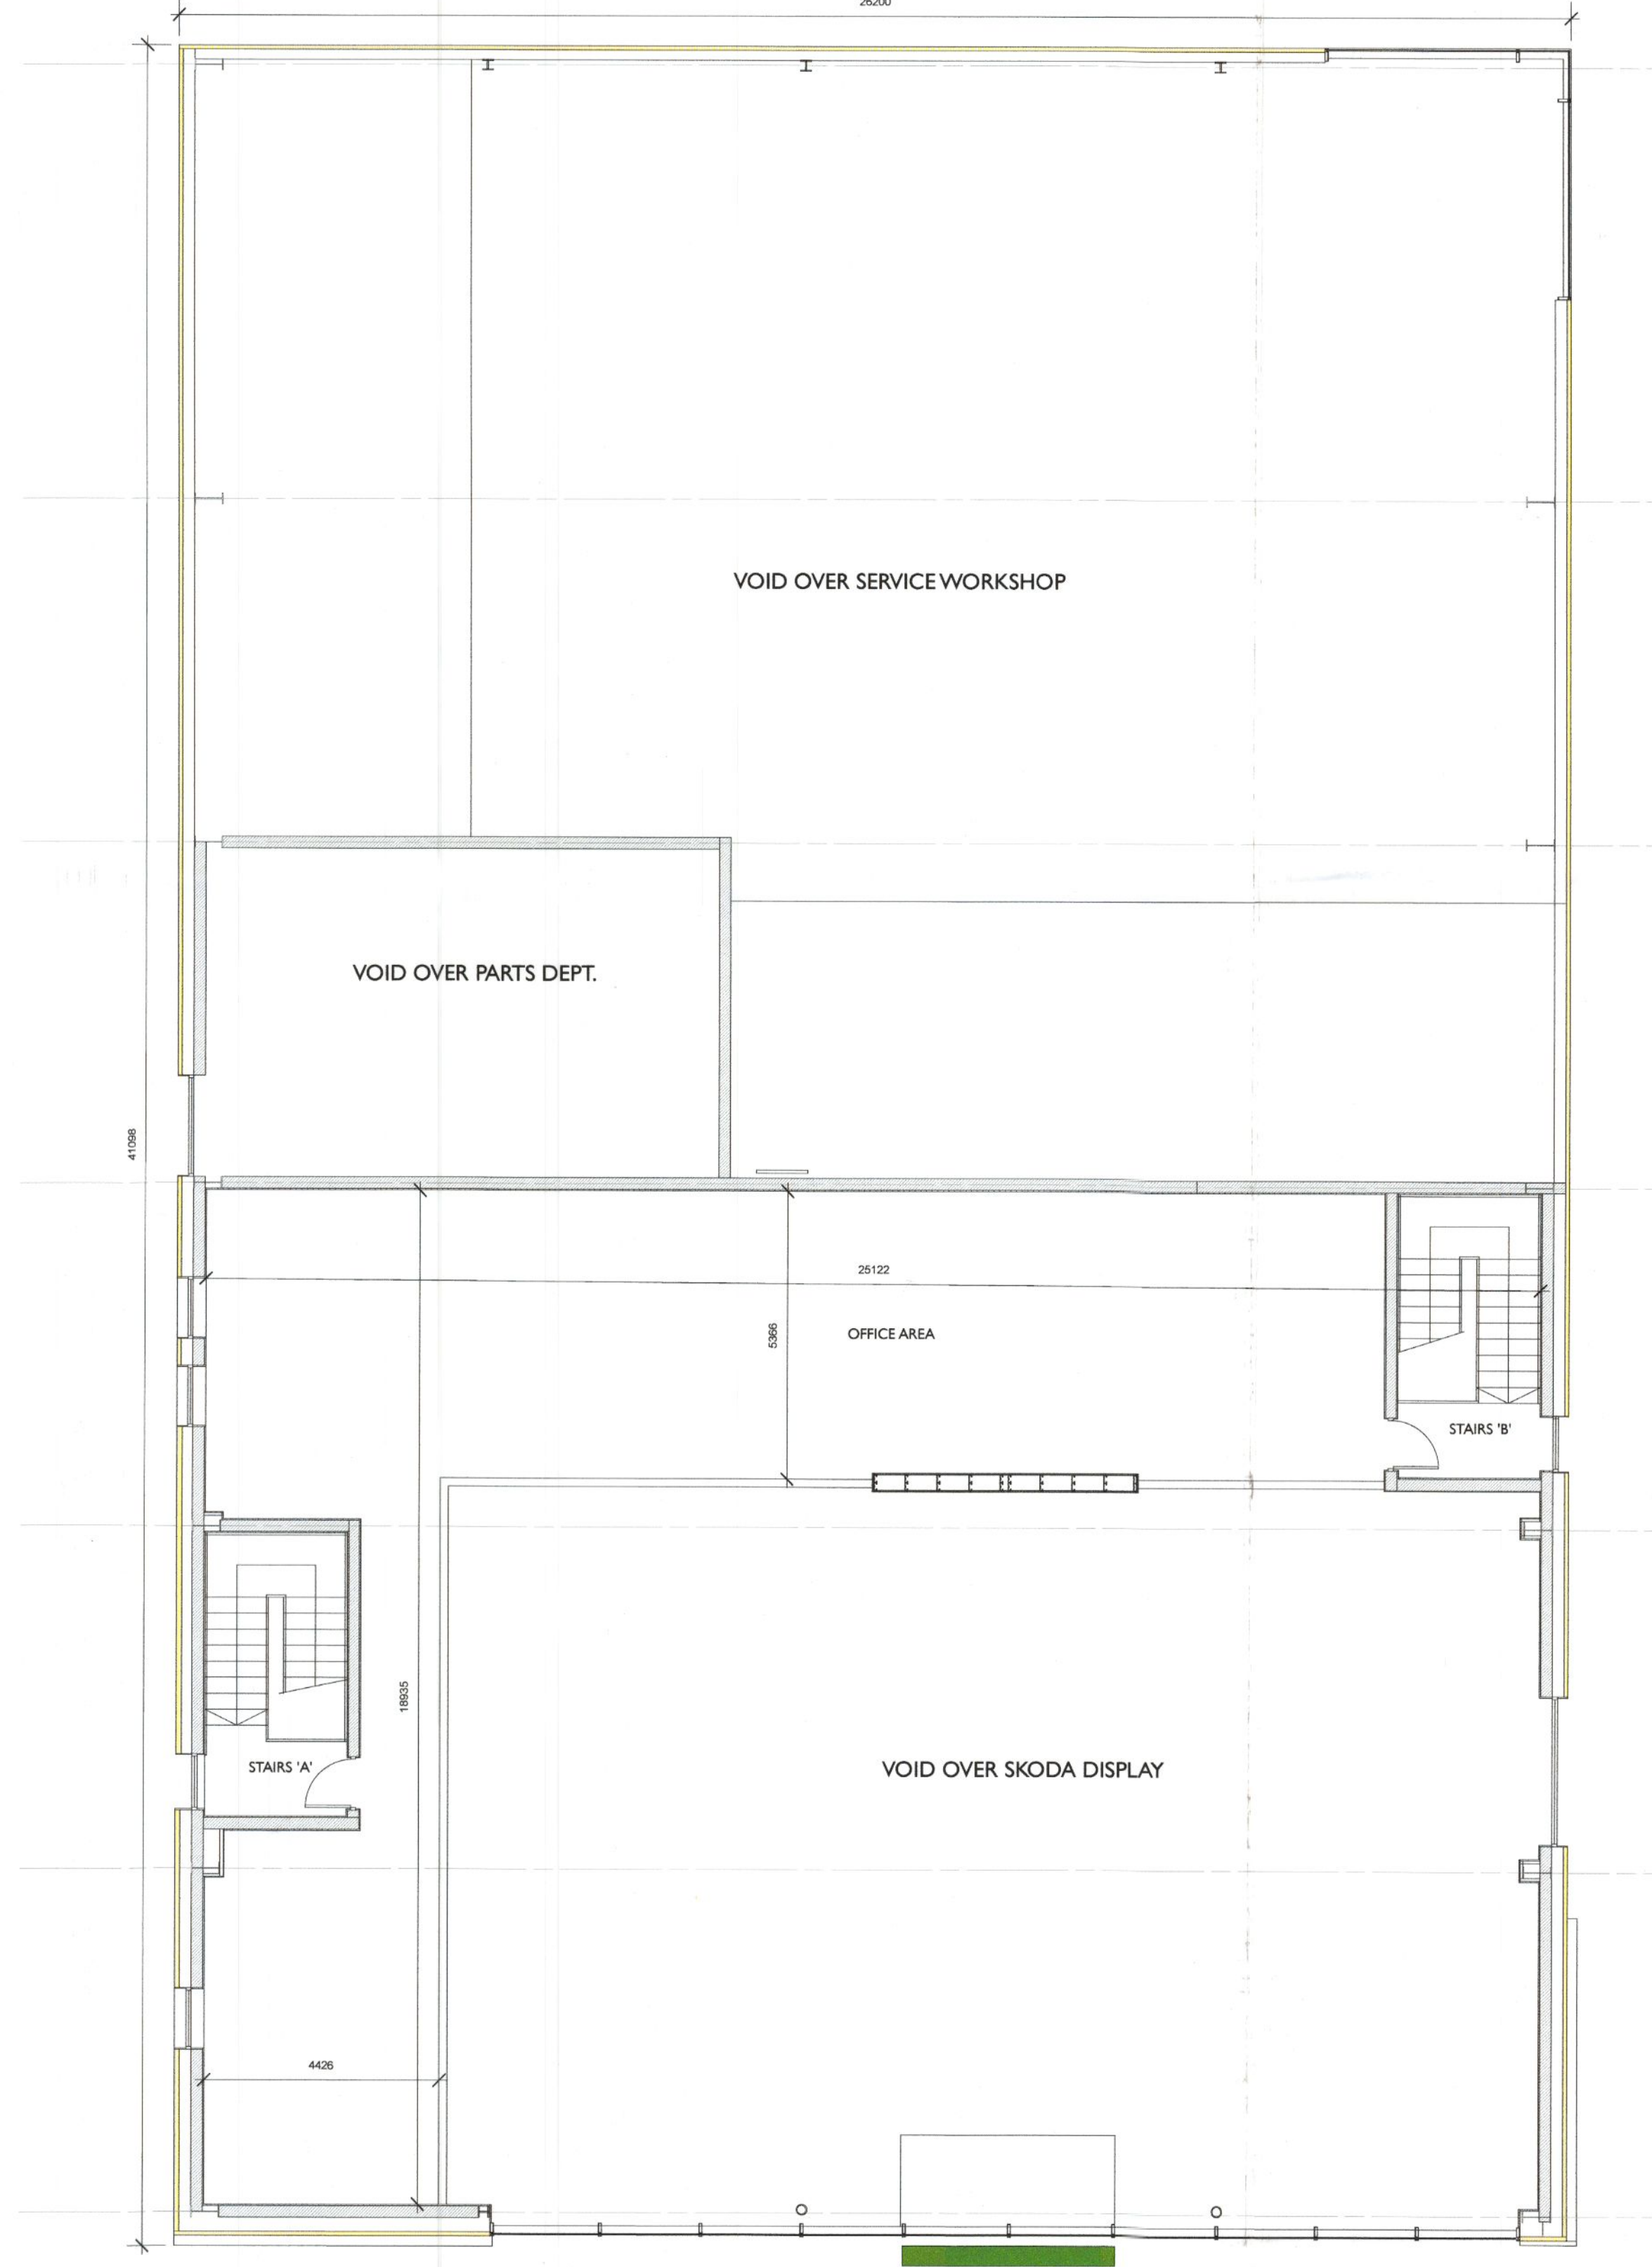 26200
VOID OVER SERVICE WORKSHOP
VOID OVER PARTS DEPT.
41098
25122
5366
OFFICE AREA
STAIRS 'B'
18935
STAIRS 'A'
VOID OVER SKODA DISPLAY
4426